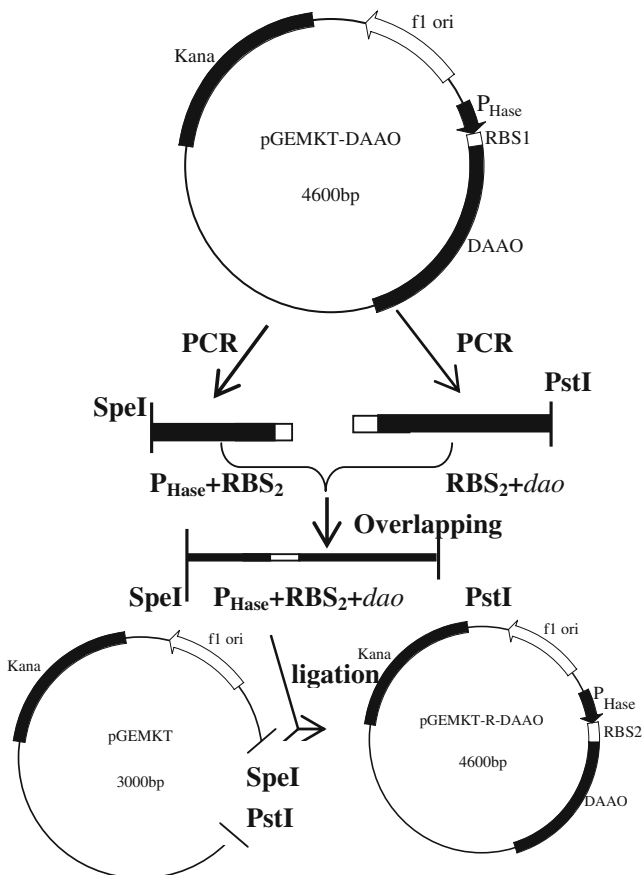 f1 ori
Kana
PHase
RBS1
pGEMKT-DAAO
4600bp
DAAO
PCR
PCR
SpeI
PstI
PHase+RBS2
RBS2+dao
Overlapping
SpeI
PHase+RBS2+dao
PstI
f1 ori
Kana
ligation
pGEMKT
3000bp
SpeI
PstI
f1 ori
Kana
PHase
RBS2
pGEMKT-R-DAAO
4600bp
DAAO